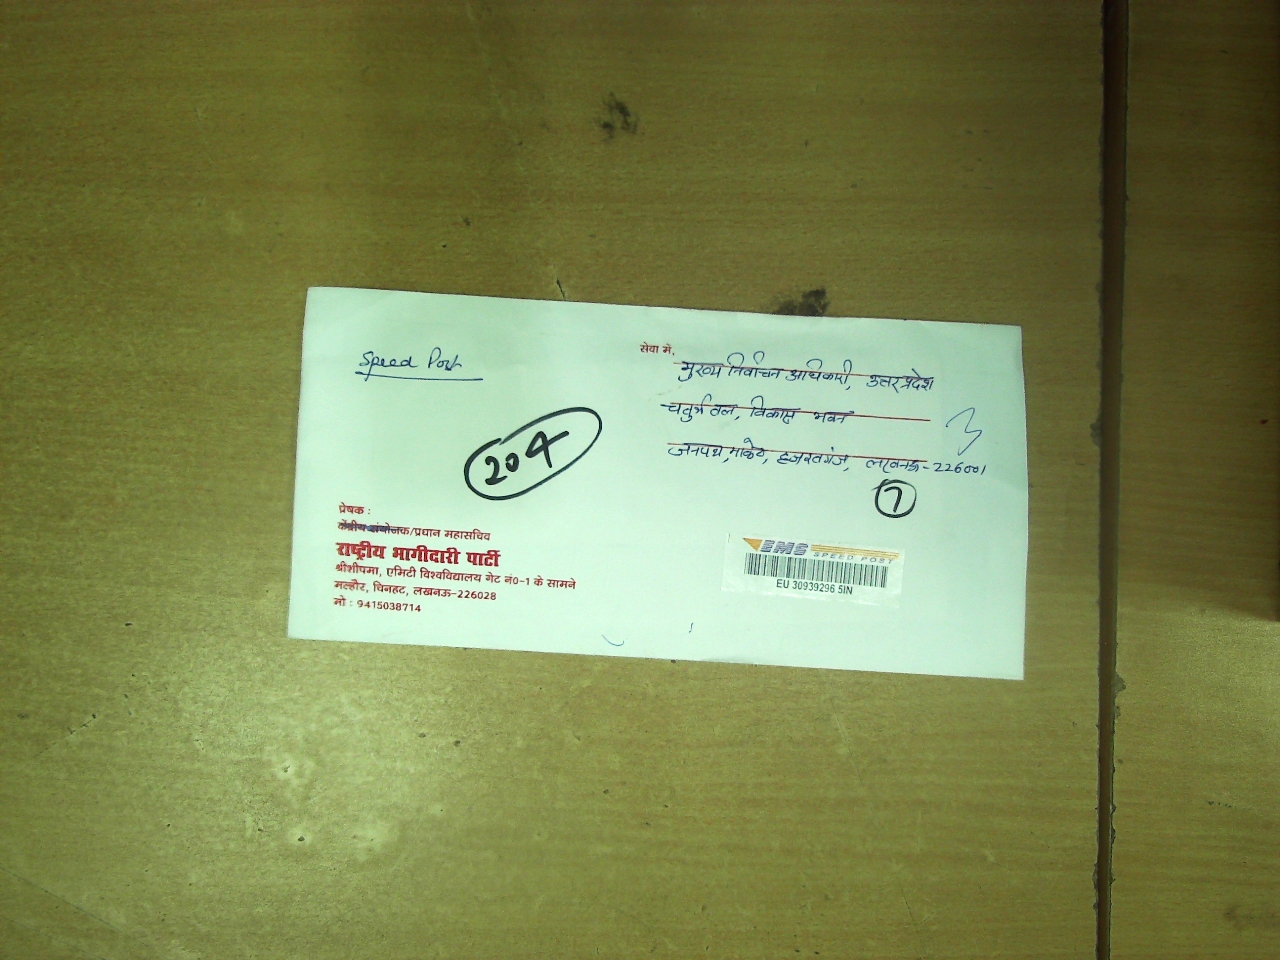 Speed Post
सेवा में,
मुख्य निर्वाचन अधिकारी, उत्तर प्रदेश
चतुर्थ तल, विकास भवन
जनपथ, मार्केट, हजरतगंज, लखनऊ-226001
204
7
प्रेषक :
केंद्रीय संयोजक/प्रधान महासचिव
राष्ट्रीय भागीदारी पार्टी
श्रीशीपमा, एमिटी विश्वविद्यालय गेट नं0-1 के सामने
मल्हौर, चिनहट, लखनऊ-226028
मो : 9415038714
EMS SPEED POST
EU 30939296 5IN